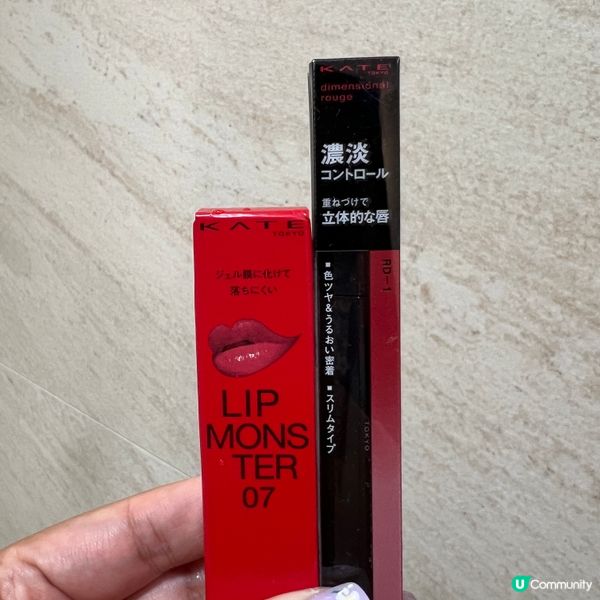 KATE
TOKYO
ジェル膜に化けて
落ちにくい
LIP
MONS
TER
07
KATE
TOKYO
dimensional
rouge
濃淡
コントロール
重ねづけで
立体的な唇
■色ツヤ&うるおい密着 ■スリムタイプ
RD-1
TOKYO
U Community